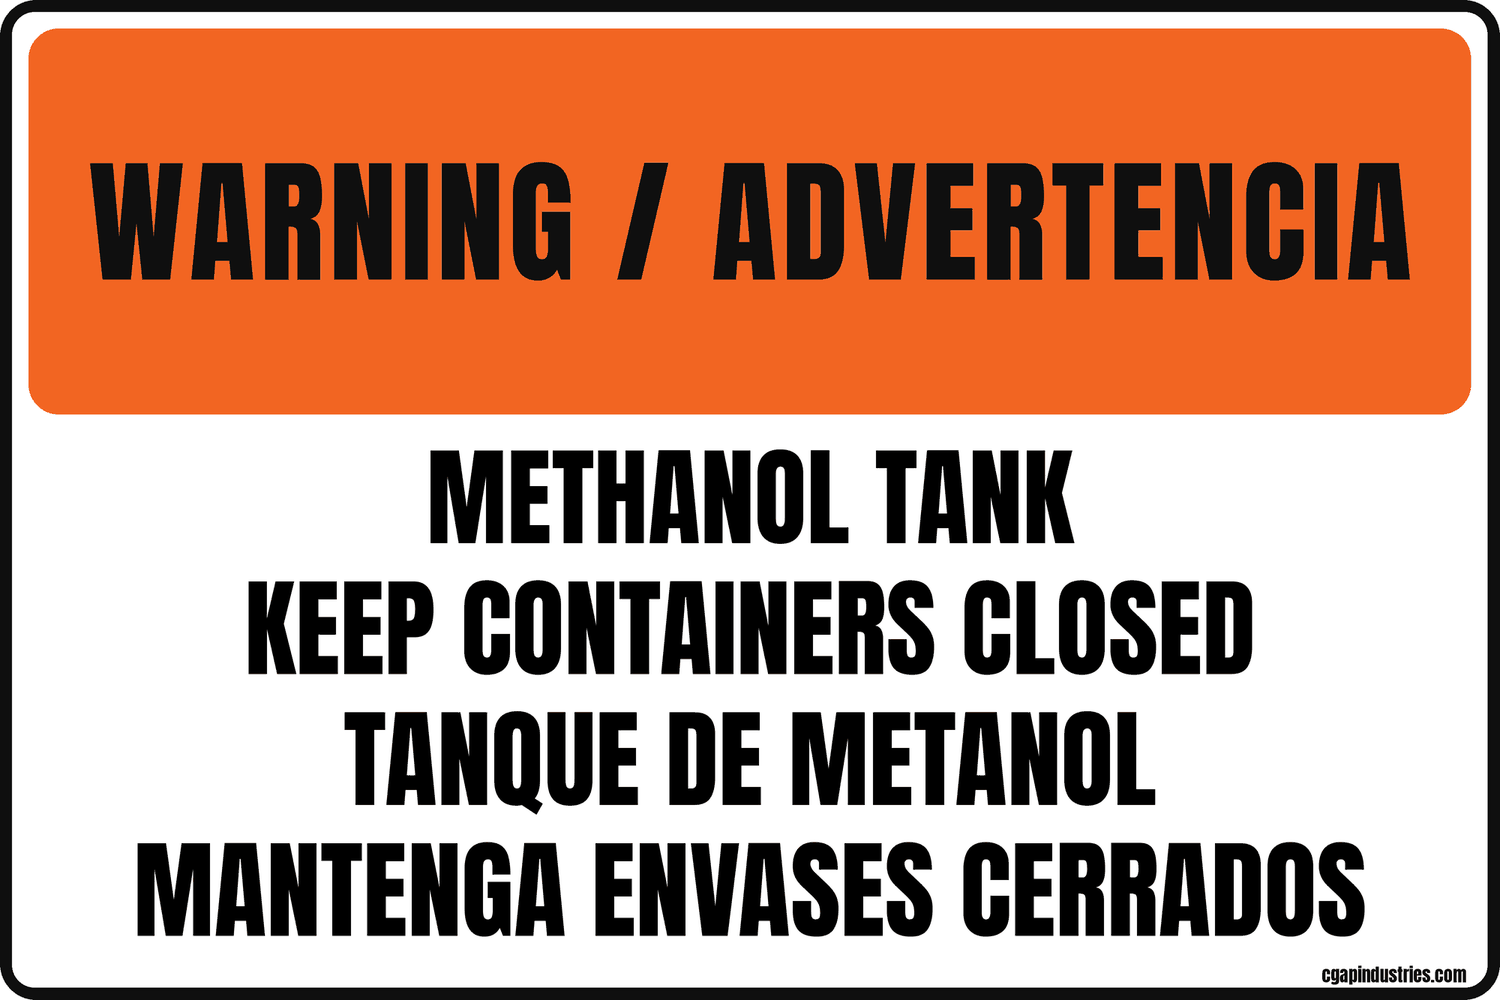 WARNING / ADVERTENCIA
METHANOL TANK
KEEP CONTAINERS CLOSED
TANQUE DE METANOL
MANTENGA ENVASES CERRADOS
cgapindustries.com